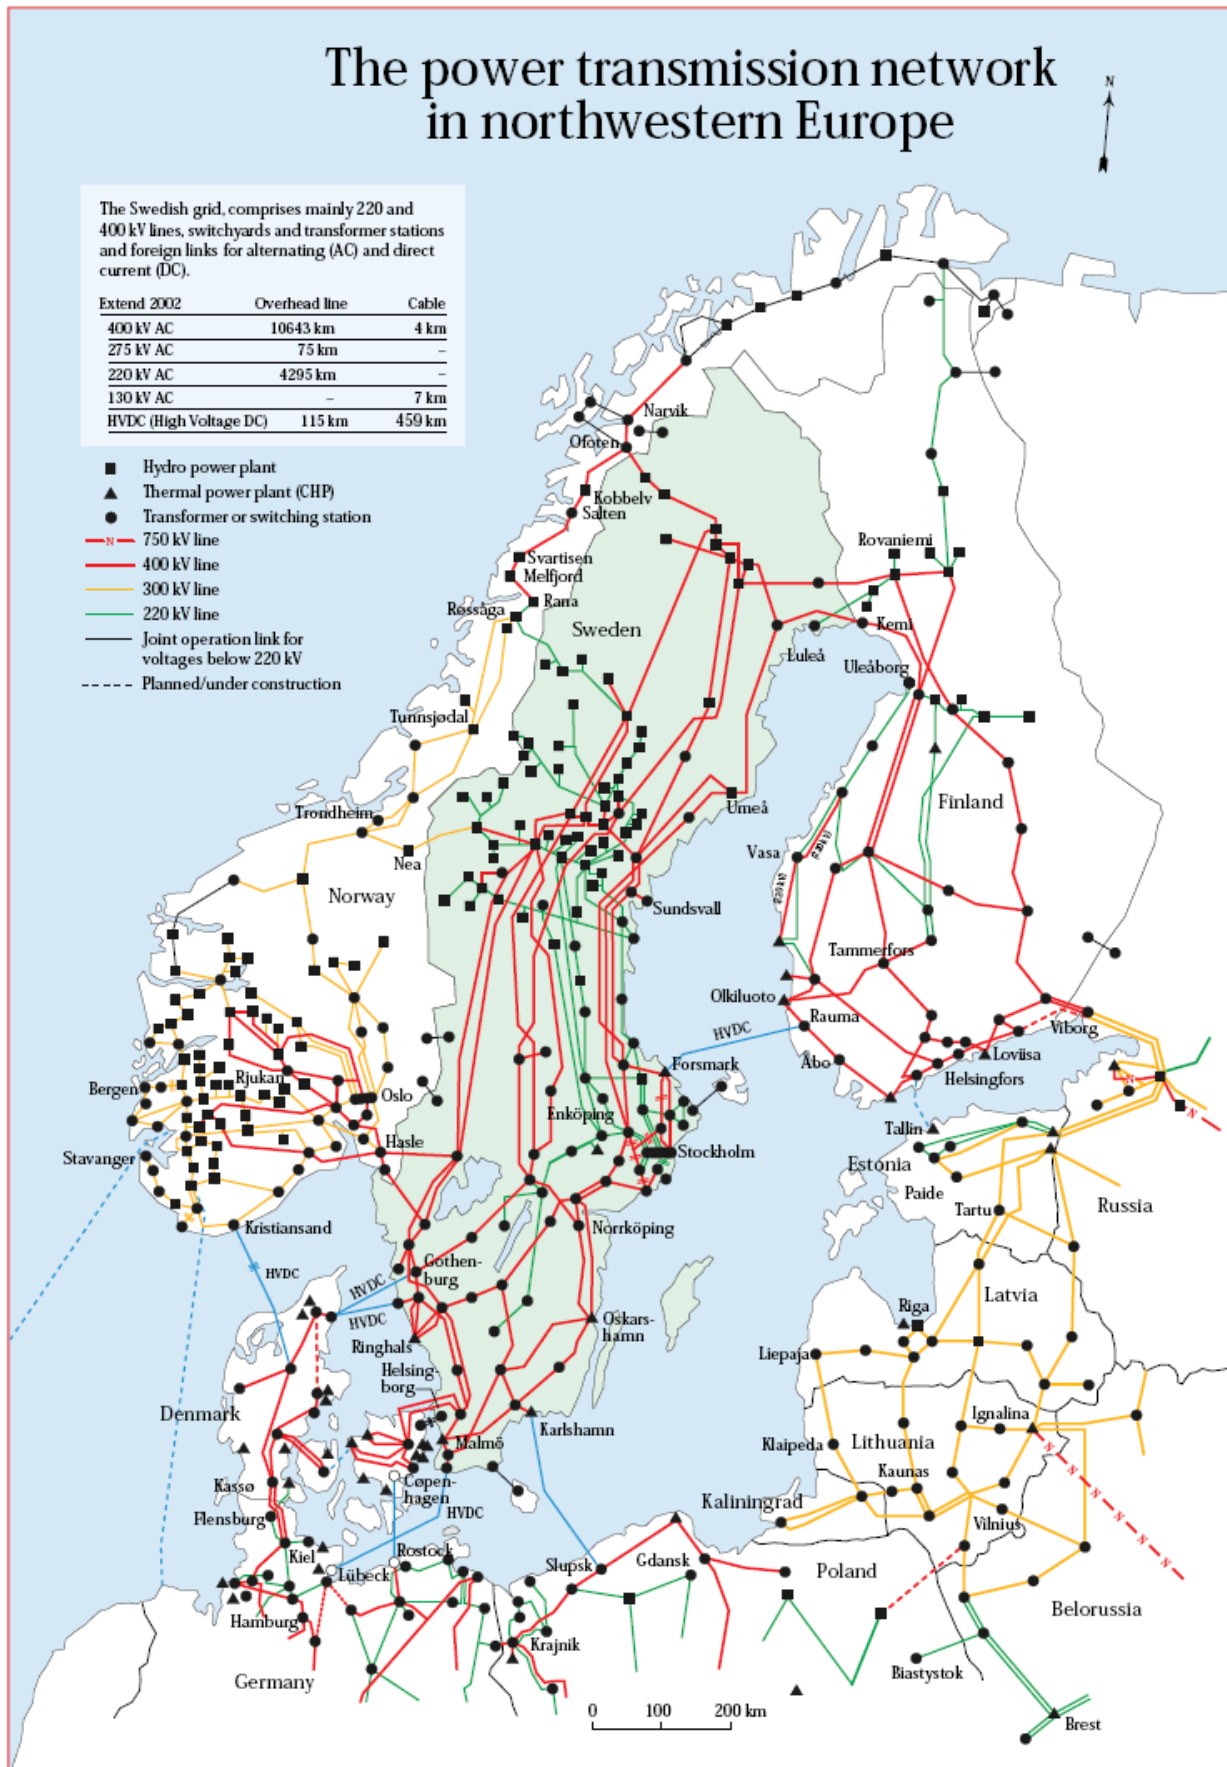 The power transmission network
in northwestern Europe
N
The Swedish grid, comprises mainly 220 and
400 kV lines, switchyards and transformer stations
and foreign links for alternating (AC) and direct
current (DC).
Extend 2002 Overhead line Cable
400 kV AC 10643 km 4 km
275 kV AC 75 km –
220 kV AC 4295 km –
130 kV AC – 7 km
HVDC (High Voltage DC) 115 km 459 km
Hydro power plant
Thermal power plant (CHP)
Transformer or switching station
N 750 kV line
400 kV line
300 kV line
220 kV line
Joint operation link for
voltages below 220 kV
Planned/under construction
Narvik
Ofoten
Kobbelv
Salten
Svartisen
Melfjord
Rana
Røssåga
Rovaniemi
Sweden
Kemi
Luleå
Uleåborg
Tunnsjødal
Finland
Umeå
Trondheim
Vasa
Nea
Norway
Sundsvall
Tammerfors
Olkiluoto
Rauma
HVDC
Viborg
Forsmark
Åbo
Loviisa
Helsingfors
N
N
Bergen
Rjukan
Oslo
Enköping
Tallin
Hasle
Stavanger
Stockholm
Estonia
Paide
Russia
Tartu
Kristiansand
Norrköping
HVDC
Gothen-
burg
HVDC
Latvia
HVDC
Riga
Oskars-
hamn
Ringhals
Liepaja
Helsing-
borg
Denmark
Karlshamn
Ignalina
Malmö
Klaipeda
Lithuania
N
N
N
N
N
Kassø
Copen-
hagen
Kaunas
Kaliningrad
HVDC
Flensburg
Vilnius
Kiel
Rostock
Slupsk
Gdansk
Lübeck
Poland
Hamburg
Belorussia
Krajnik
Biastystok
Germany
0 100 200 km
Brest